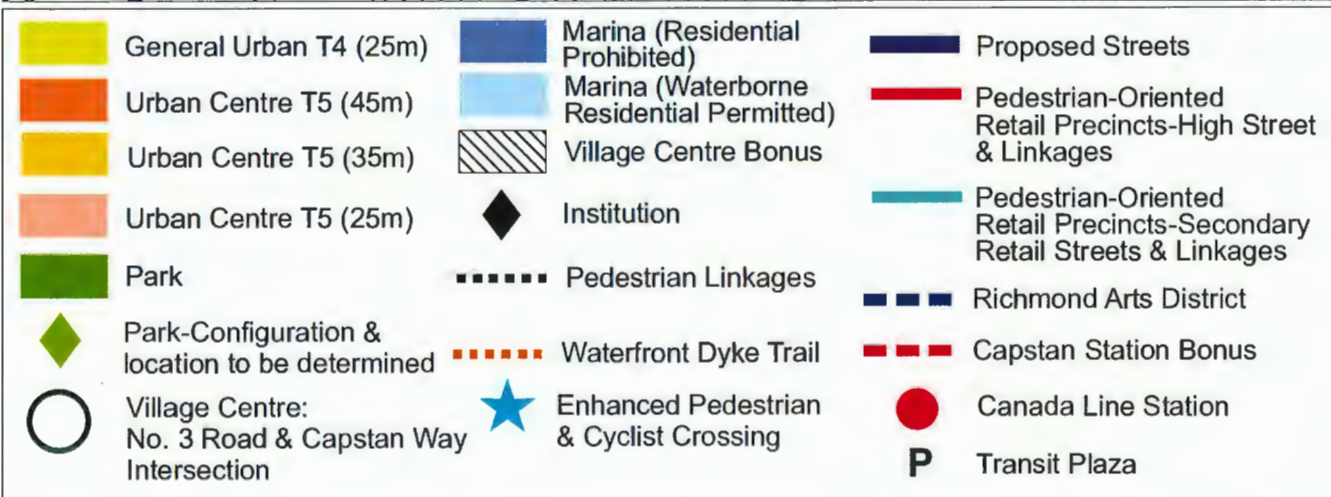 General Urban T4 (25m)
Urban Centre T5 (45m)
Urban Centre T5 (35m)
Urban Centre T5 (25m)
Park
Park-Configuration &
location to be determined
Village Centre:
No. 3 Road & Capstan Way
Intersection
Marina (Residential
Prohibited)
Marina (Waterborne
Residential Permitted)
Village Centre Bonus
Institution
Pedestrian Linkages
Waterfront Dyke Trail
Enhanced Pedestrian
& Cyclist Crossing
Proposed Streets
Pedestrian-Oriented
Retail Precincts-High Street
& Linkages
Pedestrian-Oriented
Retail Precincts-Secondary
Retail Streets & Linkages
Richmond Arts District
Capstan Station Bonus
Canada Line Station
P Transit Plaza